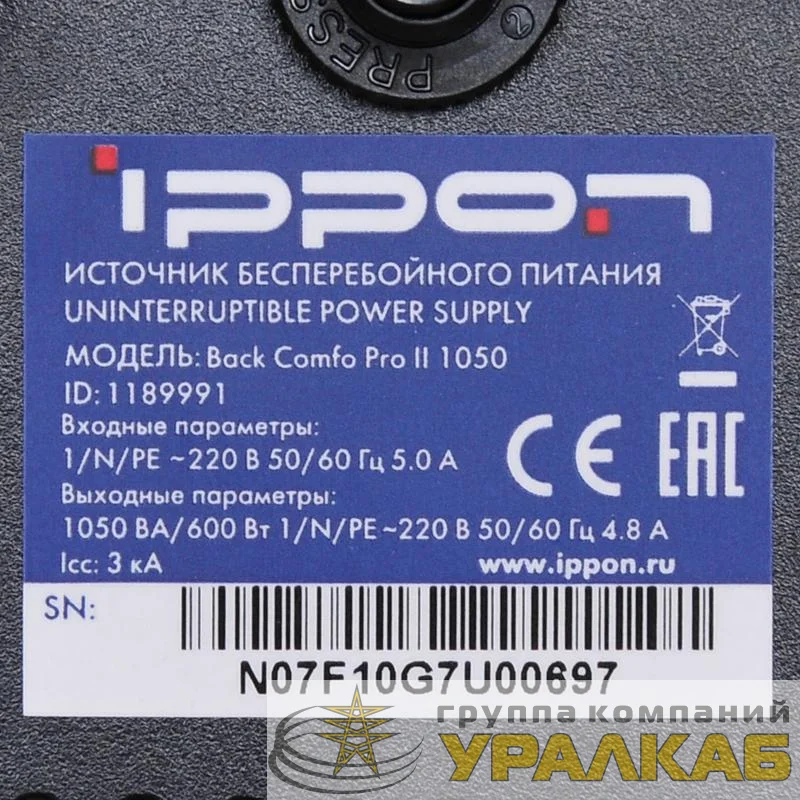 PRESS
2
ippon
ИСТОЧНИК БЕСПЕРЕБОЙНОГО ПИТАНИЯ
UNINTERRUPTIBLE POWER SUPPLY
МОДЕЛЬ: Back Comfo Pro II 1050
ID: 1189991
Входные параметры:
1/N/PE ~220 В 50/60 Гц 5.0 А
Выходные параметры:
1050 ВА/600 Вт 1/N/PE~220 В 50/60 Гц 4.8 А
Icc: 3 кА
www.ippon.ru
CE EAC
SN:
N07F10G7U00697
группа компаний
УРАЛКАБ